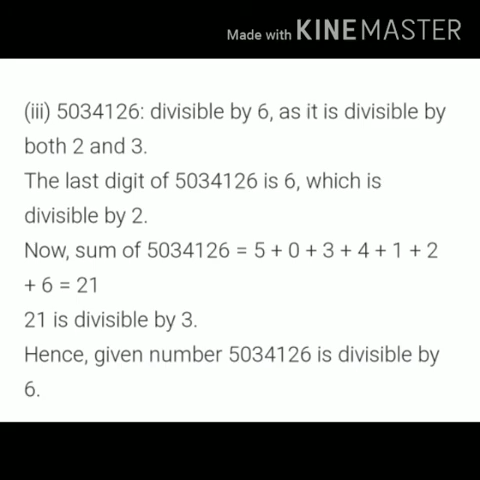 Made with KINEMASTER
(iii) 5034126: divisible by 6, as it is divisible by
both 2 and 3.
The last digit of 5034126 is 6, which is
divisible by 2.
Now, sum of 5034126 = 5 + 0 + 3 + 4 + 1 + 2
+ 6 = 21
21 is divisible by 3.
Hence, given number 5034126 is divisible by
6.